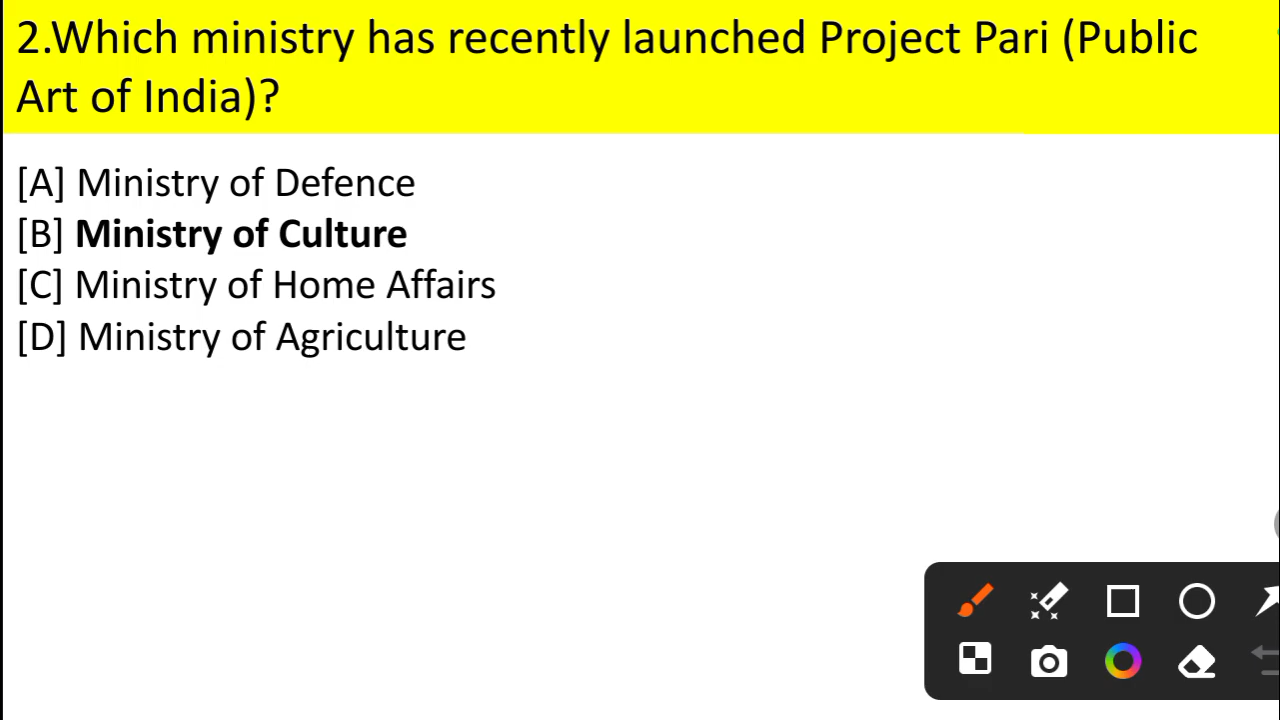 2.Which ministry has recently launched Project Pari (Public
Art of India)?
[A] Ministry of Defence
[B] Ministry of Culture
[C] Ministry of Home Affairs
[D] Ministry of Agriculture